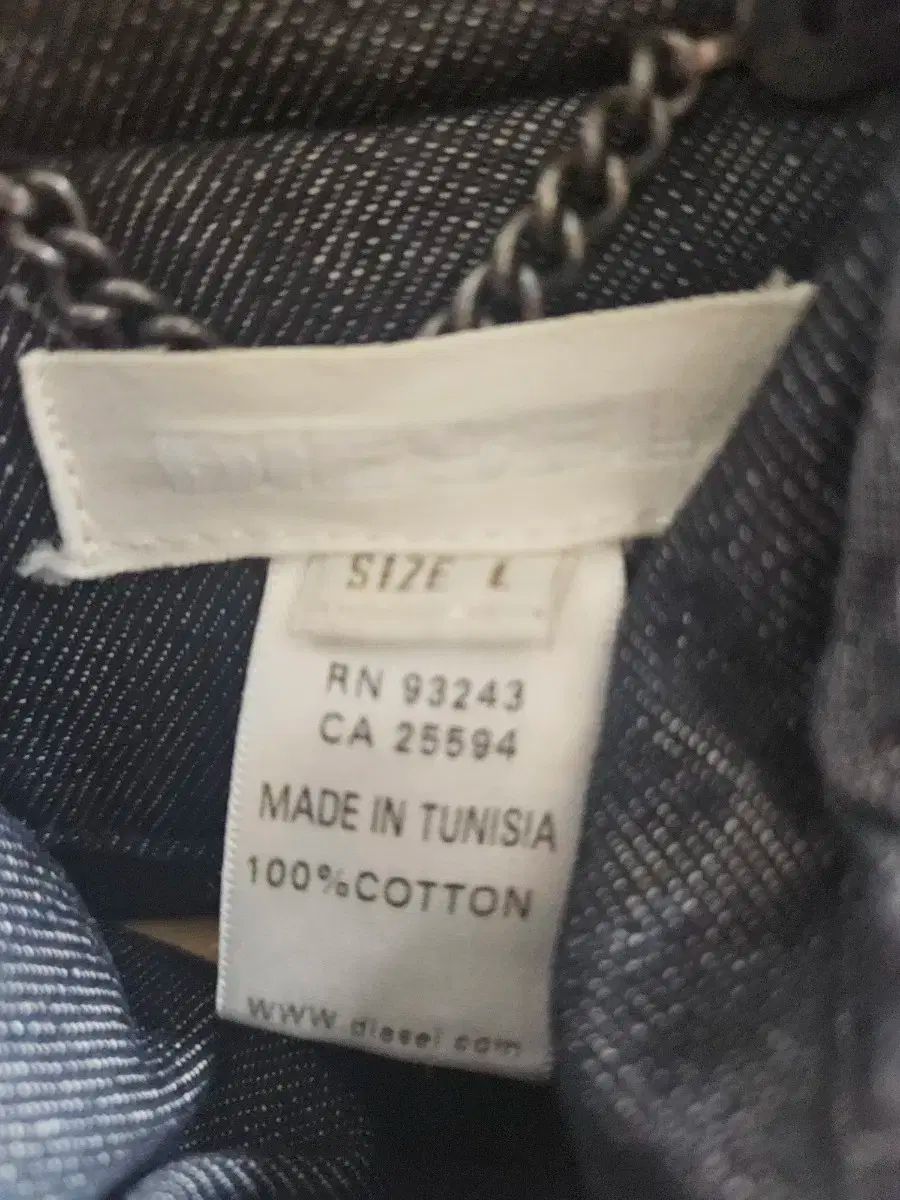 SIZE L
RN 93243
CA 25594
MADE IN TUNISIA
100%COTTON
www.diesel.com